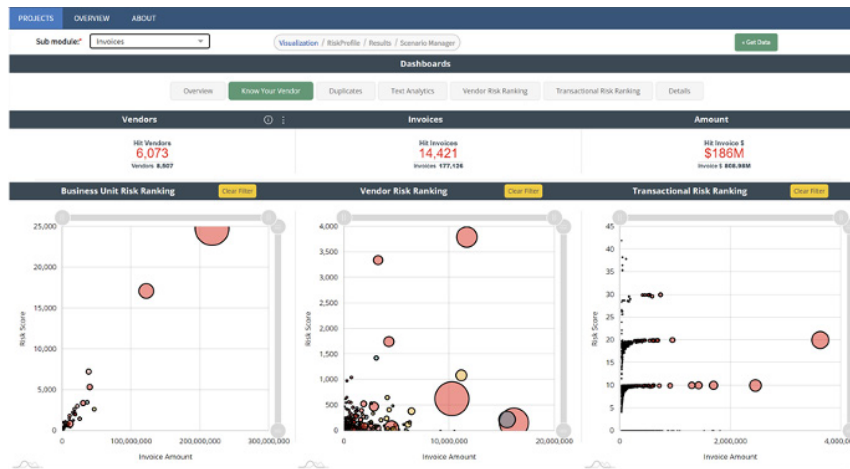 PROJECTS OVERVIEW ABOUT
Sub module:* Invoices
Visualization / RiskProfile / Results / Scenario Manager
+ Get Data
Dashboards
Overview Know Your Vendor Duplicates Text Analytics Vendor Risk Ranking Transactional Risk Ranking Details
Vendors Invoices Amount
Hit Vendors Hit Invoices Hit Invoice $
6,073 14,421 $186M
Vendors 8,507 Invoices 177,126 Invoice $ 808.98M
Business Unit Risk Ranking Clear Filter Vendor Risk Ranking Clear Filter Transactional Risk Ranking Clear Filter
Risk Score
25,000
20,000
15,000
10,000
5,000
0
0 100,000,000 200,000,000 300,000,000
Invoice Amount
Risk Score
4,000
3,500
3,000
2,500
2,000
1,500
1,000
500
0
0 10,000,000 20,000,000
Invoice Amount
Risk Score
45
40
35
30
25
20
15
10
5
0
0 2,000,000 4,000,0
Invoice Amount